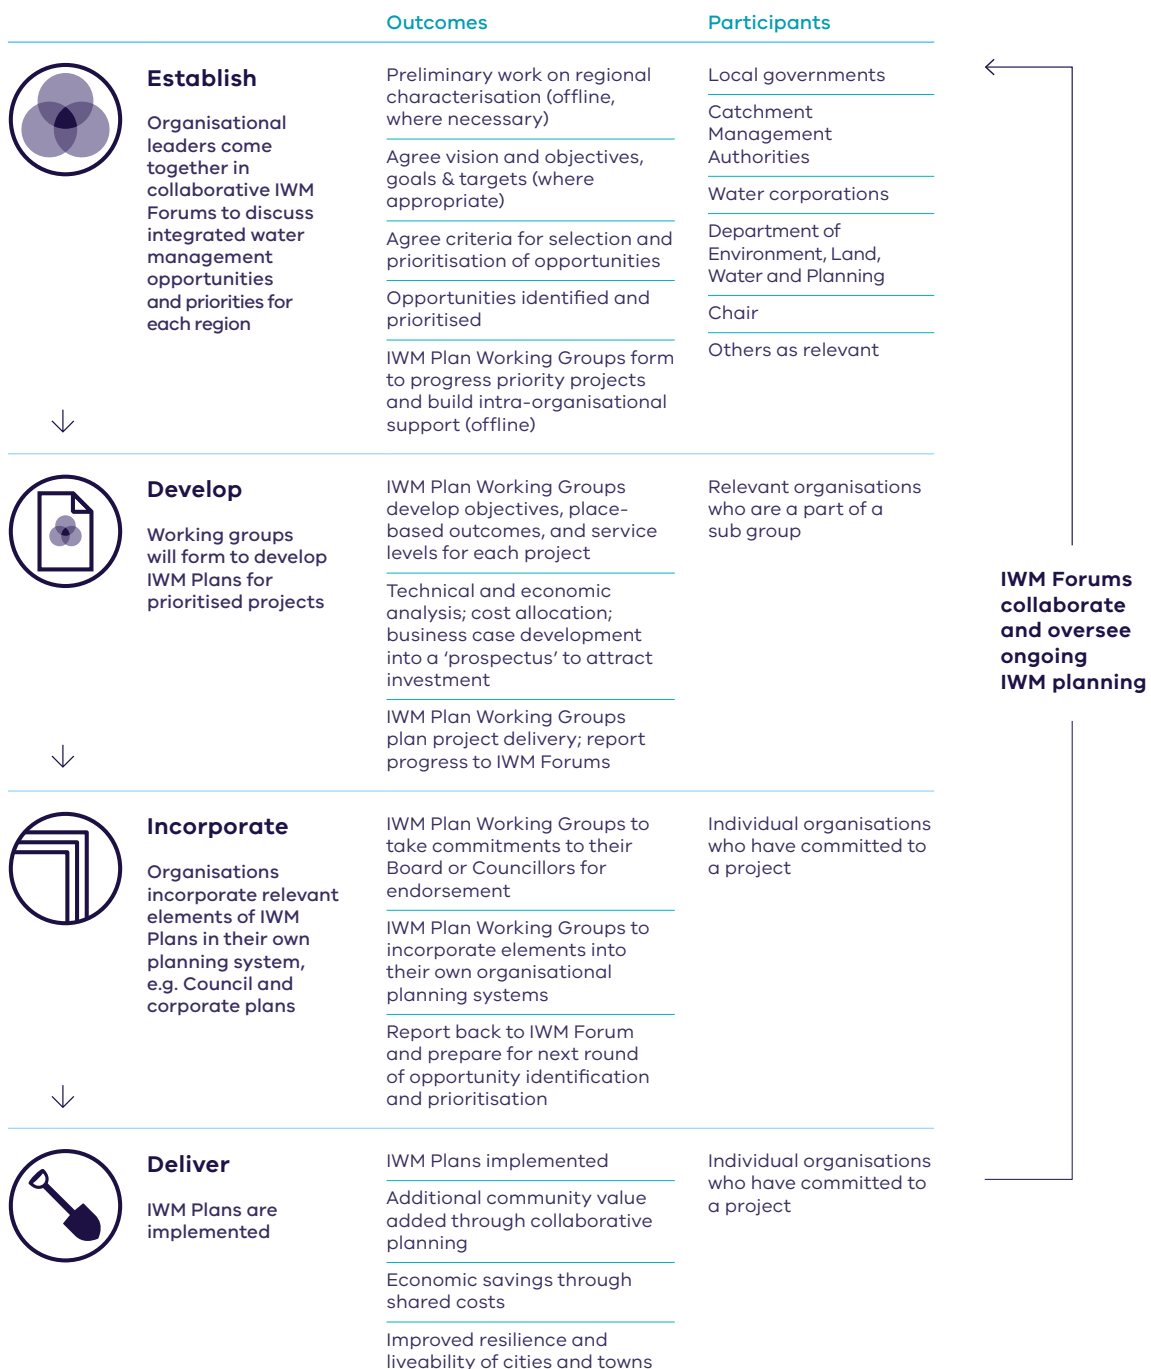 Outcomes
Participants
Establish
Organisational
leaders come
together in
collaborative IWM
Forums to discuss
integrated water
management
opportunities
and priorities for
each region
Preliminary work on regional
characterisation (offline,
where necessary)
Agree vision and objectives,
goals & targets (where
appropriate)
Agree criteria for selection and
prioritisation of opportunities
Opportunities identified and
prioritised
IWM Plan Working Groups form
to progress priority projects
and build intra-organisational
support (offline)
Local governments
Catchment
Management
Authorities
Water corporations
Department of
Environment, Land,
Water and Planning
Chair
Others as relevant
Develop
Working groups
will form to develop
IWM Plans for
prioritised projects
IWM Plan Working Groups
develop objectives, place-
based outcomes, and service
levels for each project
Technical and economic
analysis; cost allocation;
business case development
into a ‘prospectus’ to attract
investment
IWM Plan Working Groups
plan project delivery; report
progress to IWM Forums
Relevant organisations
who are a part of a
sub group
Incorporate
Organisations
incorporate relevant
elements of IWM
Plans in their own
planning system,
e.g. Council and
corporate plans
IWM Plan Working Groups to
take commitments to their
Board or Councillors for
endorsement
IWM Plan Working Groups to
incorporate elements into
their own organisational
planning systems
Report back to IWM Forum
and prepare for next round
of opportunity identification
and prioritisation
Individual organisations
who have committed to
a project
Deliver
IWM Plans are
implemented
IWM Plans implemented
Additional community value
added through collaborative
planning
Economic savings through
shared costs
Improved resilience and
liveability of cities and towns
Individual organisations
who have committed to
a project
IWM Forums
collaborate
and oversee
ongoing
IWM planning